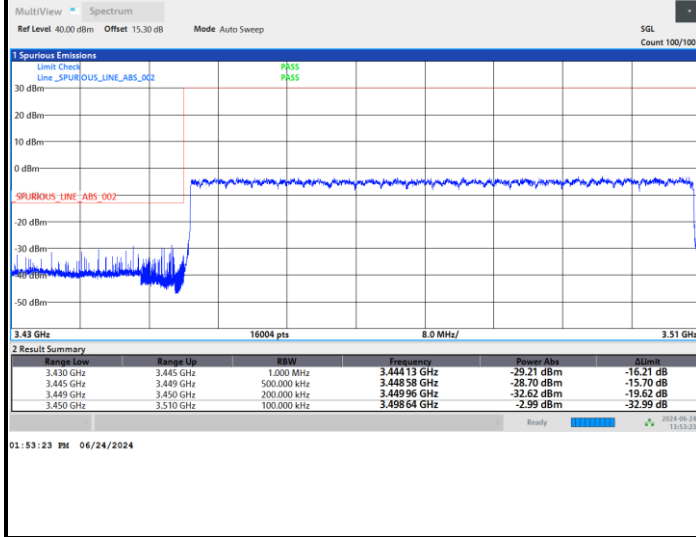 MultiView Spectrum
Ref Level 40.00 dBm Offset 15.30 dB Mode Auto Sweep SGL
Count 100/100
1 Spurious Emissions
Limit Check PASS
Line _SPURIOUS_LINE_ABS_002 PASS
30 dBm
20 dBm
10 dBm
0 dBm
SPURIOUS_LINE_ABS_002
-20 dBm
-30 dBm
-40 dBm
-50 dBm
3.43 GHz 16004 pts 8.0 MHz/ 3.51 GHz
2 Result Summary
Range Low Range Up RBW Frequency Power Abs ΔLimit
3.430 GHz 3.445 GHz 1.000 MHz 3.444 13 GHz -29.21 dBm -16.21 dB
3.445 GHz 3.449 GHz 500.000 kHz 3.448 58 GHz -28.70 dBm -15.70 dB
3.449 GHz 3.450 GHz 200.000 kHz 3.449 96 GHz -32.62 dBm -19.62 dB
3.450 GHz 3.510 GHz 100.000 kHz 3.498 64 GHz -2.99 dBm -32.99 dB
Ready 2024-06-24
13:53:23
01:53:23 PM 06/24/2024